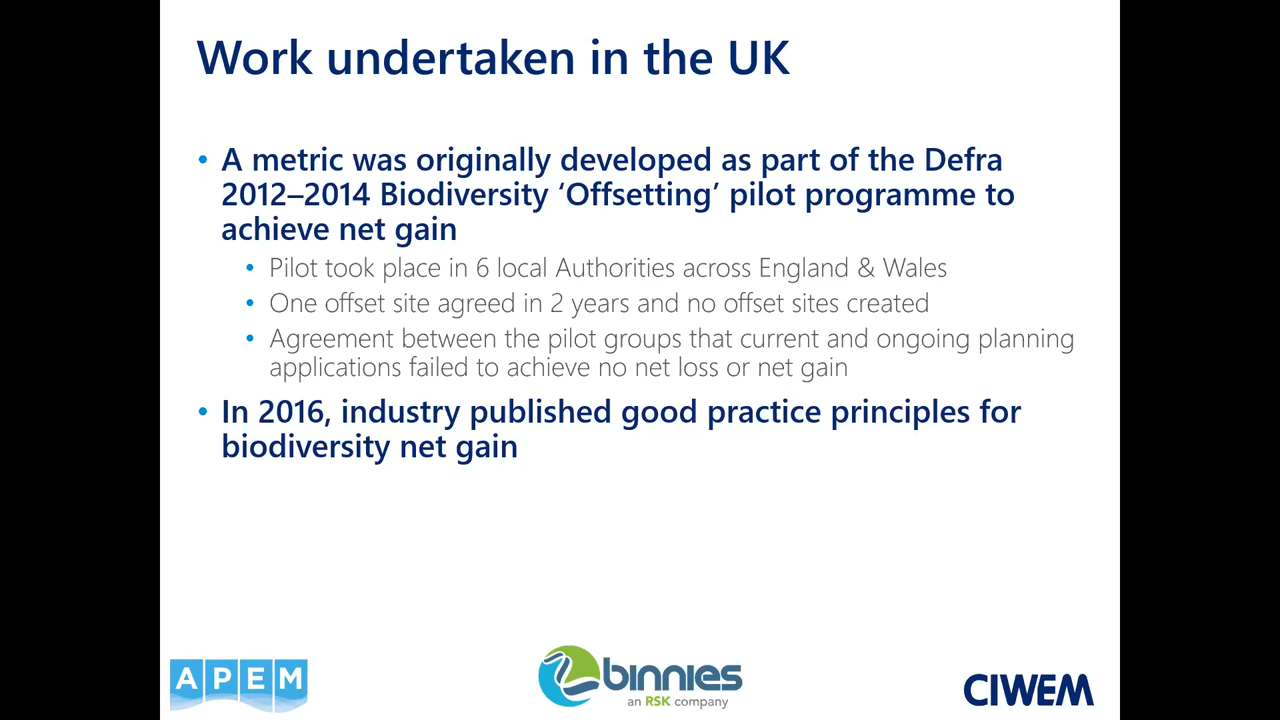 Work undertaken in the UK
• A metric was originally developed as part of the Defra
2012–2014 Biodiversity ‘Offsetting’ pilot programme to
achieve net gain
• Pilot took place in 6 local Authorities across England & Wales
• One offset site agreed in 2 years and no offset sites created
• Agreement between the pilot groups that current and ongoing planning
applications failed to achieve no net loss or net gain
• In 2016, industry published good practice principles for
biodiversity net gain
APEM
binnies
an RSK company
CIWEM